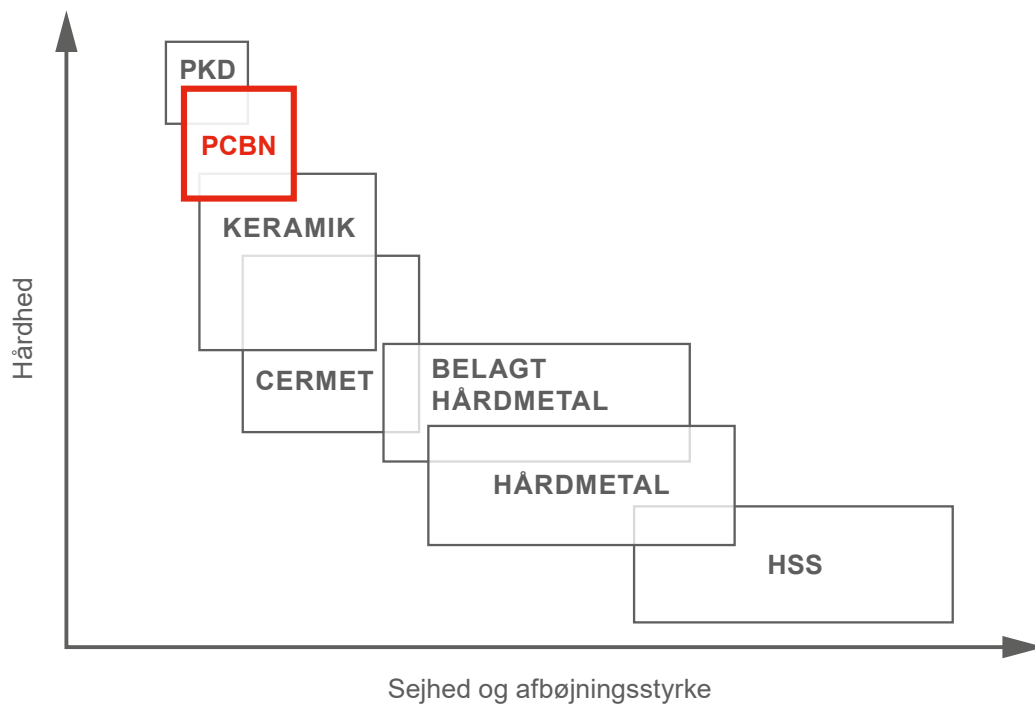 PKD
PCBN
KERAMIK
CERMET
BELAGT
HÅRDMETAL
HÅRDMETAL
HSS
Hårdhed
Sejhed og afbøjningsstyrke